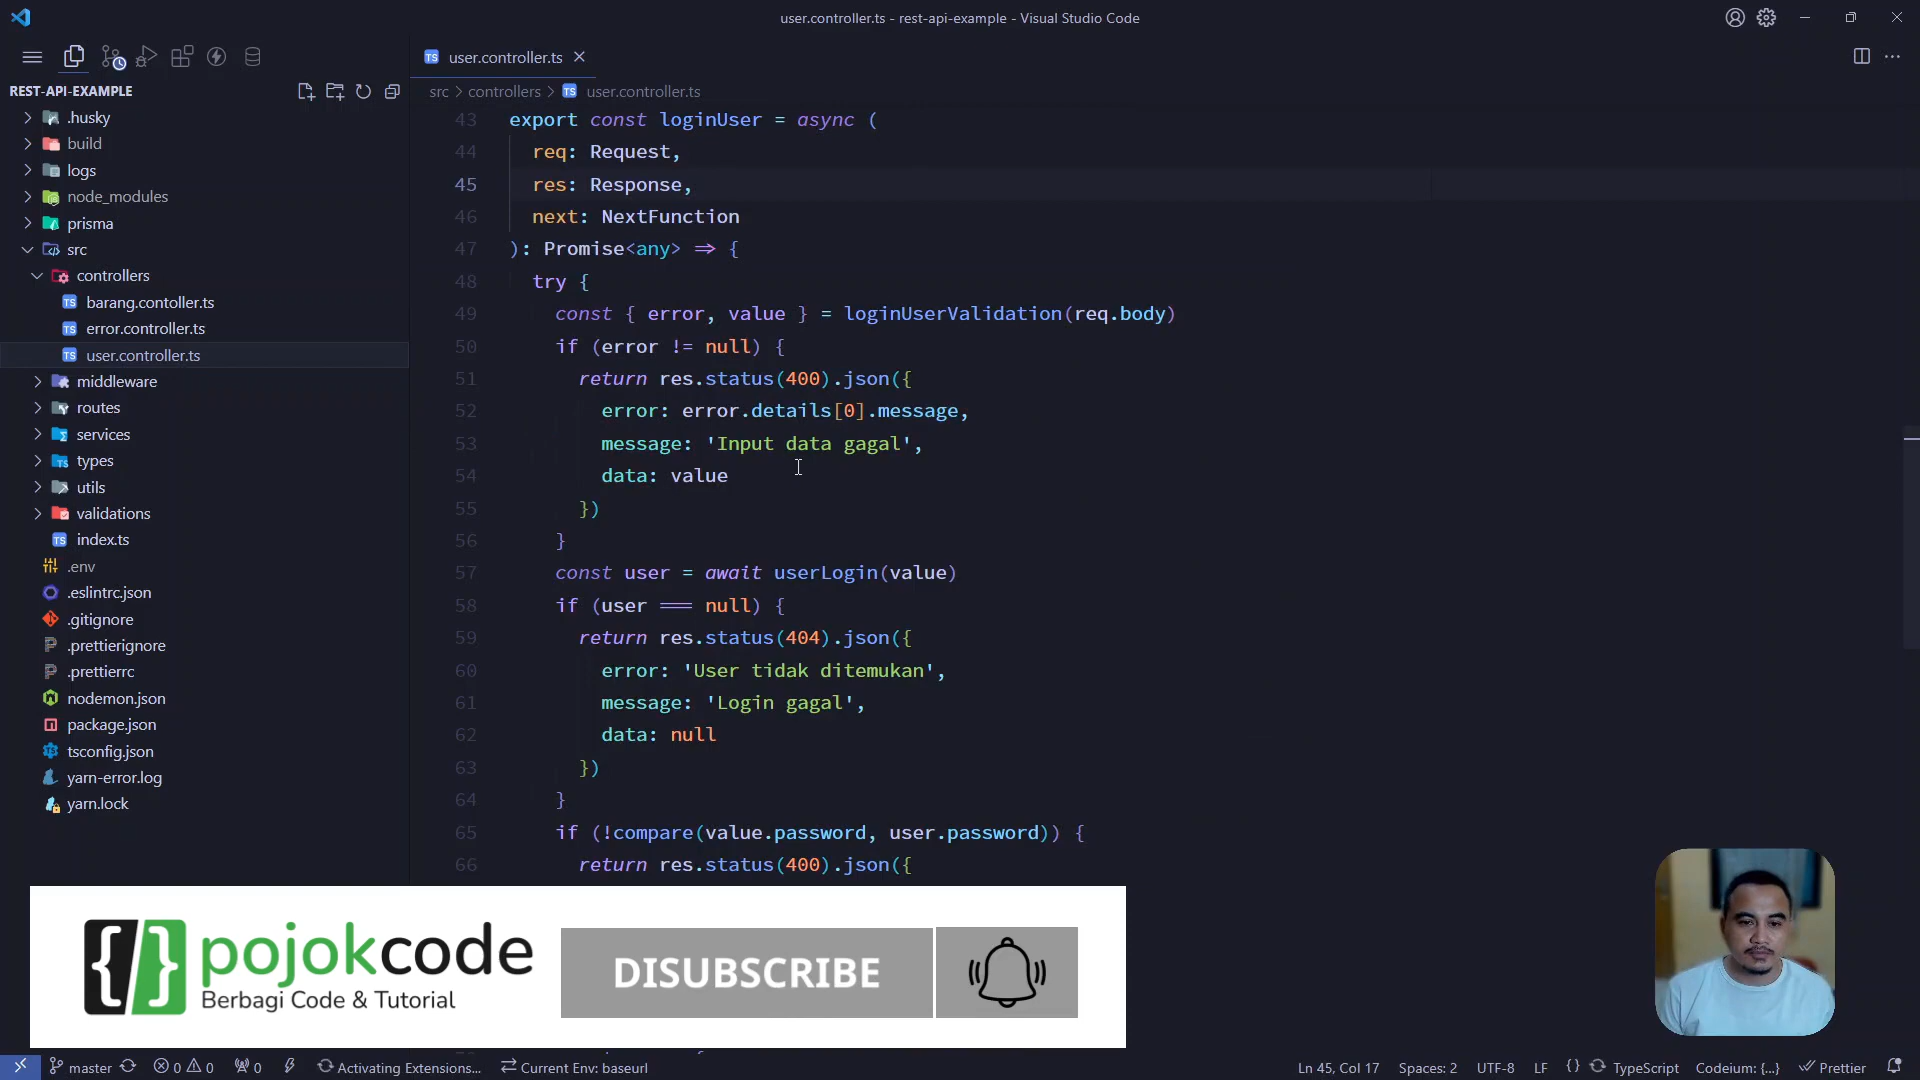 user.controller.ts - rest-api-example - Visual Studio Code
TS user.controller.ts
REST-API-EXAMPLE
src > controllers > TS user.controller.ts
.husky
build
logs
node_modules
prisma
src
controllers
TS barang.contoller.ts
TS error.controller.ts
TS user.controller.ts
middleware
routes
services
types
utils
validations
TS index.ts
.env
.eslintrc.json
.gitignore
.prettierignore
.prettierrc
nodemon.json
package.json
tsconfig.json
yarn-error.log
yarn.lock
43 export const loginUser = async (
44 req: Request,
45 res: Response,
46 next: NextFunction
47 ): Promise<any> => {
48 try {
49 const { error, value } = loginUserValidation(req.body)
50 if (error != null) {
51 return res.status(400).json({
52 error: error.details[0].message,
53 message: 'Input data gagal',
54 data: value
55 })
56 }
57 const user = await userLogin(value)
58 if (user === null) {
59 return res.status(404).json({
60 error: 'User tidak ditemukan',
61 message: 'Login gagal',
62 data: null
63 })
64 }
65 if (!compare(value.password, user.password)) {
66 return res.status(400).json({
{/} pojokcode
Berbagi Code & Tutorial
DISUBSCRIBE
master 0 0 0 Activating Extensions... Current Env: baseurl Ln 45, Col 17 Spaces: 2 UTF-8 LF {} TypeScript Codeium: {...} Prettier